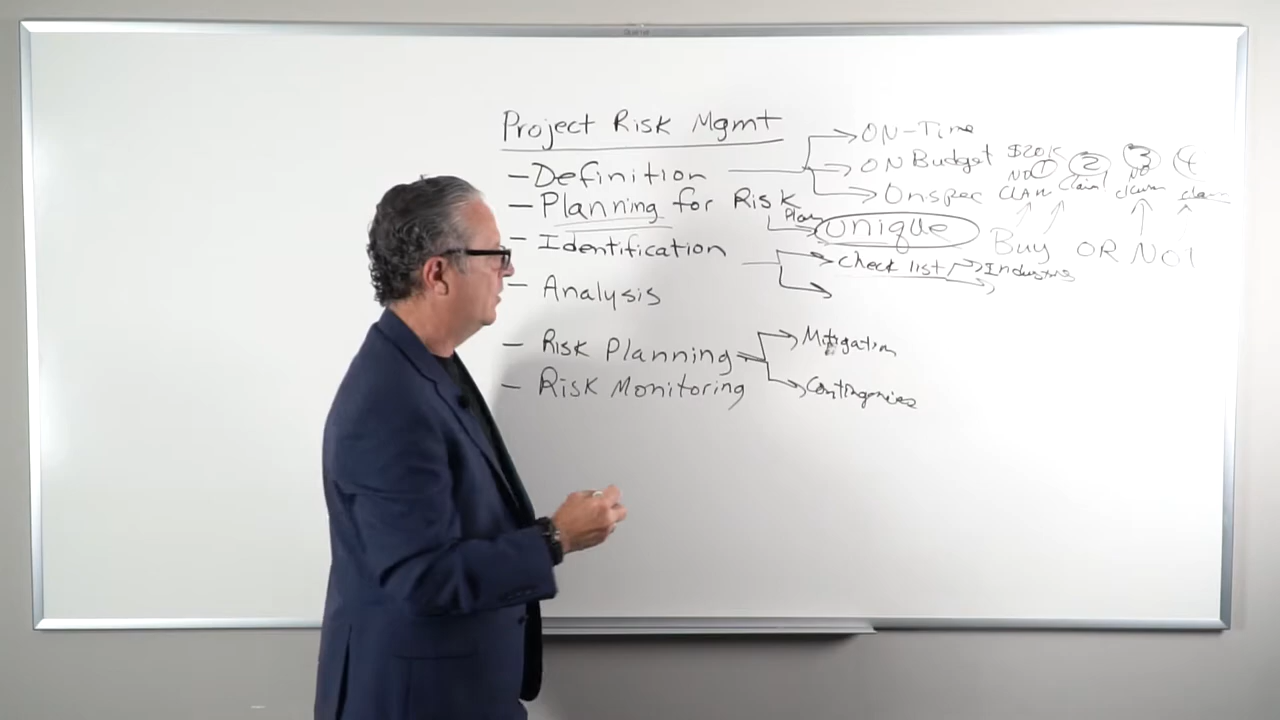 Project Risk Mgmt
– Definition
ON-Time
ON Budget
Onspec
$20K
NO 1
CLAIM
2
Claim
3
NO
claim
4
claim
– Planning for Risk
Plan
Unique
Buy OR NOT
– Identification
check list
– Analysis
– Risk Planning
Mitigation
Contingencies
– Risk Monitoring